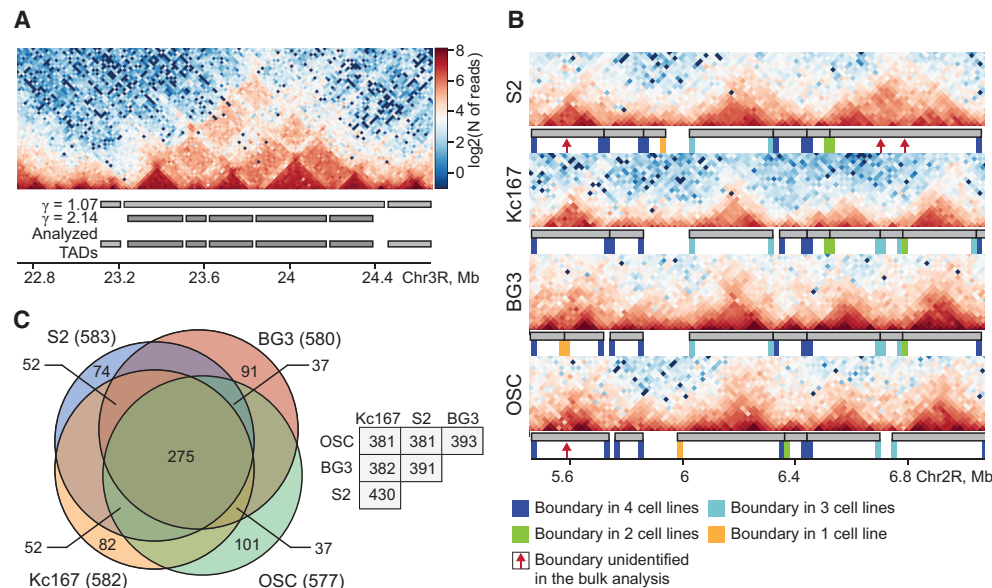 A
8
6
4
2
0
log2(N of reads)
γ = 1.07
γ = 2.14
Analyzed
TADs
22.8 23.2 23.6 24 24.4 Chr3R, Mb
B
S2
Kc167
BG3
OSC
5.6 6 6.4 6.8 Chr2R, Mb
Boundary in 4 cell lines
Boundary in 3 cell lines
Boundary in 2 cell lines
Boundary in 1 cell line
Boundary unidentified
in the bulk analysis
C
S2 (583)
BG3 (580)
52 74 91 37
275
52 82 101 37
Kc167 (582)
OSC (577)
Kc167 S2 BG3
OSC 381 381 393
BG3 382 391
S2 430